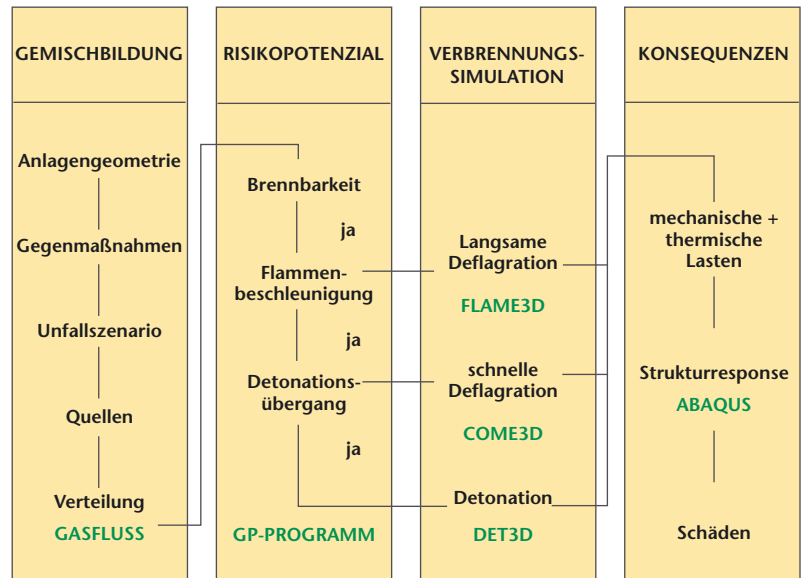 GEMISCHBILDUNG
Anlagengeometrie
Gegenmaßnahmen
Unfallszenario
Quellen
Verteilung
GASFLUSS
RISIKOPOTENZIAL
Brennbarkeit
ja
Flammen-
beschleunigung
ja
Detonations-
übergang
ja
GP-PROGRAMM
VERBRENNUNGS-
SIMULATION
Langsame
Deflagration
FLAME3D
schnelle
Deflagration
COME3D
Detonation
DET3D
KONSEQUENZEN
mechanische +
thermische
Lasten
Strukturresponse
ABAQUS
Schäden